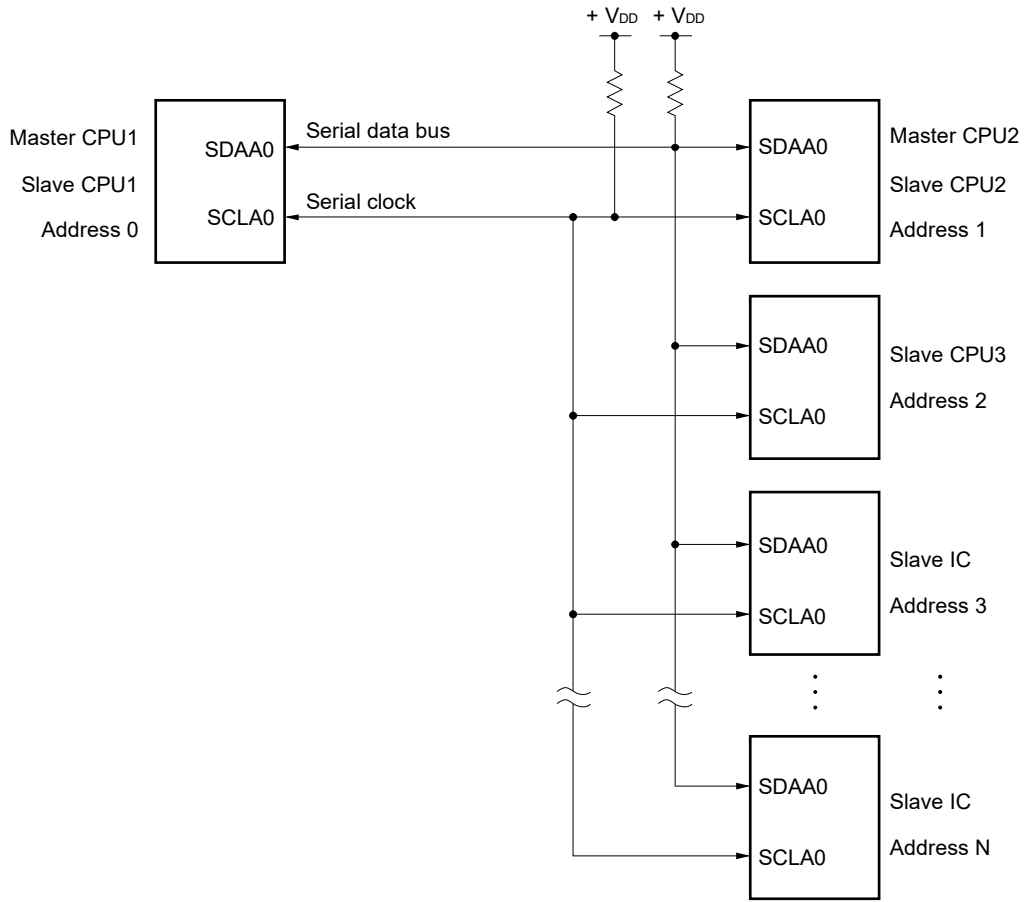 + VDD
+ VDD
Master CPU1
Slave CPU1
Address 0
SDAA0
SCLA0
Serial data bus
Serial clock
SDAA0
SCLA0
Master CPU2
Slave CPU2
Address 1
SDAA0
SCLA0
Slave CPU3
Address 2
SDAA0
SCLA0
Slave IC
Address 3
SDAA0
SCLA0
Slave IC
Address N